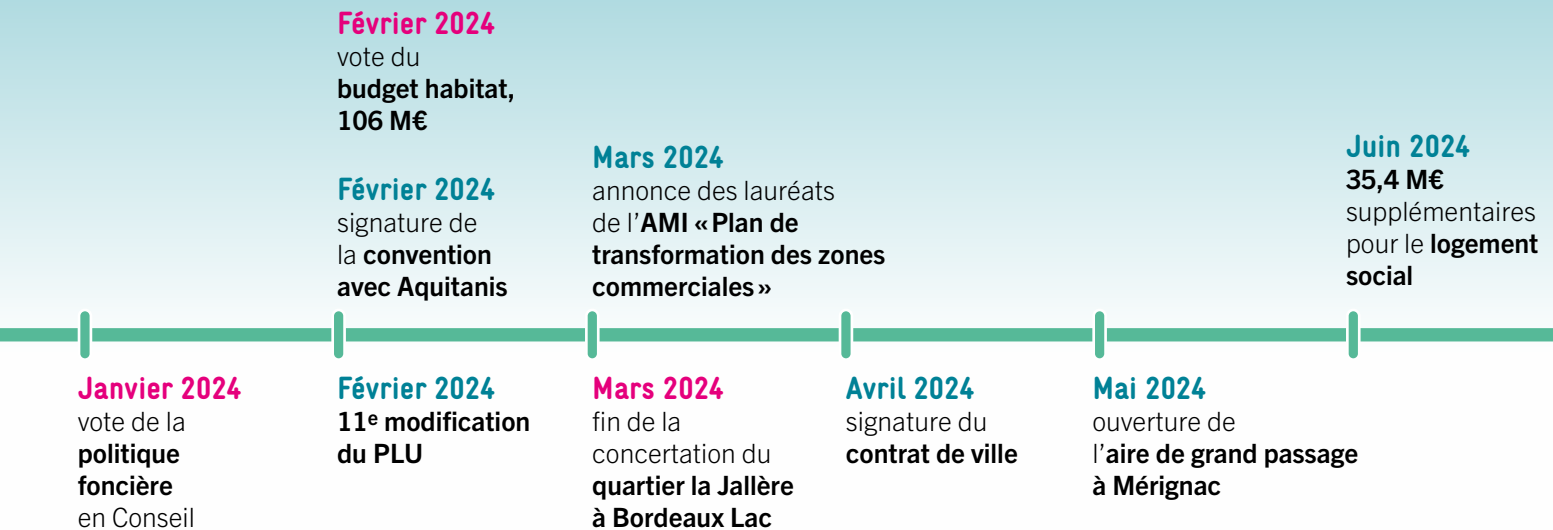 Février 2024
vote du
budget habitat,
106 M€
Février 2024
signature de
la convention
avec Aquitanis
Mars 2024
annonce des lauréats
de l’AMI « Plan de
transformation des zones
commerciales »
Juin 2024
35,4 M€
supplémentaires
pour le logement
social
Janvier 2024
vote de la
politique
foncière
en Conseil
Février 2024
11e modification
du PLU
Mars 2024
fin de la
concertation du
quartier la Jallère
à Bordeaux Lac
Avril 2024
signature du
contrat de ville
Mai 2024
ouverture de
l’aire de grand passage
à Mérignac